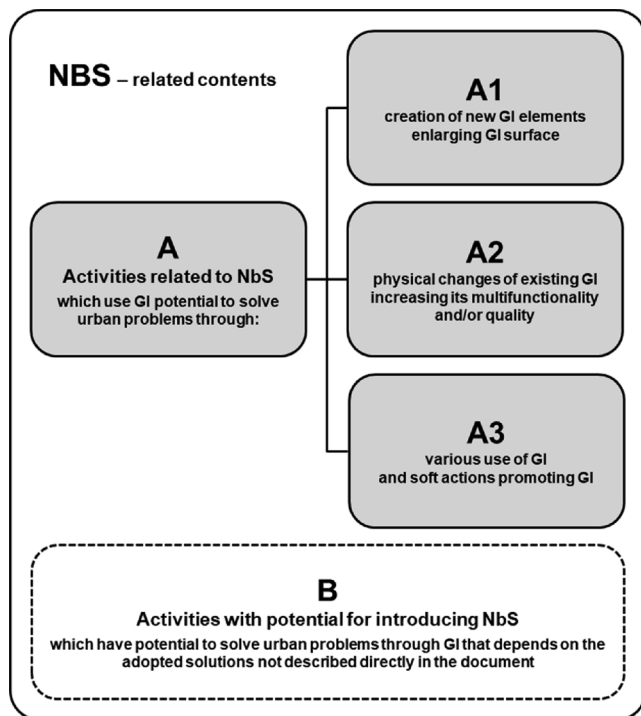 NBS – related contents
A1
creation of new GI elements
enlarging GI surface
A
Activities related to NbS
which use GI potential to solve
urban problems through:
A2
physical changes of existing GI
increasing its multifunctionality
and/or quality
A3
various use of GI
and soft actions promoting GI
B
Activities with potential for introducing NbS
which have potential to solve urban problems through GI that depends on the
adopted solutions not described directly in the document